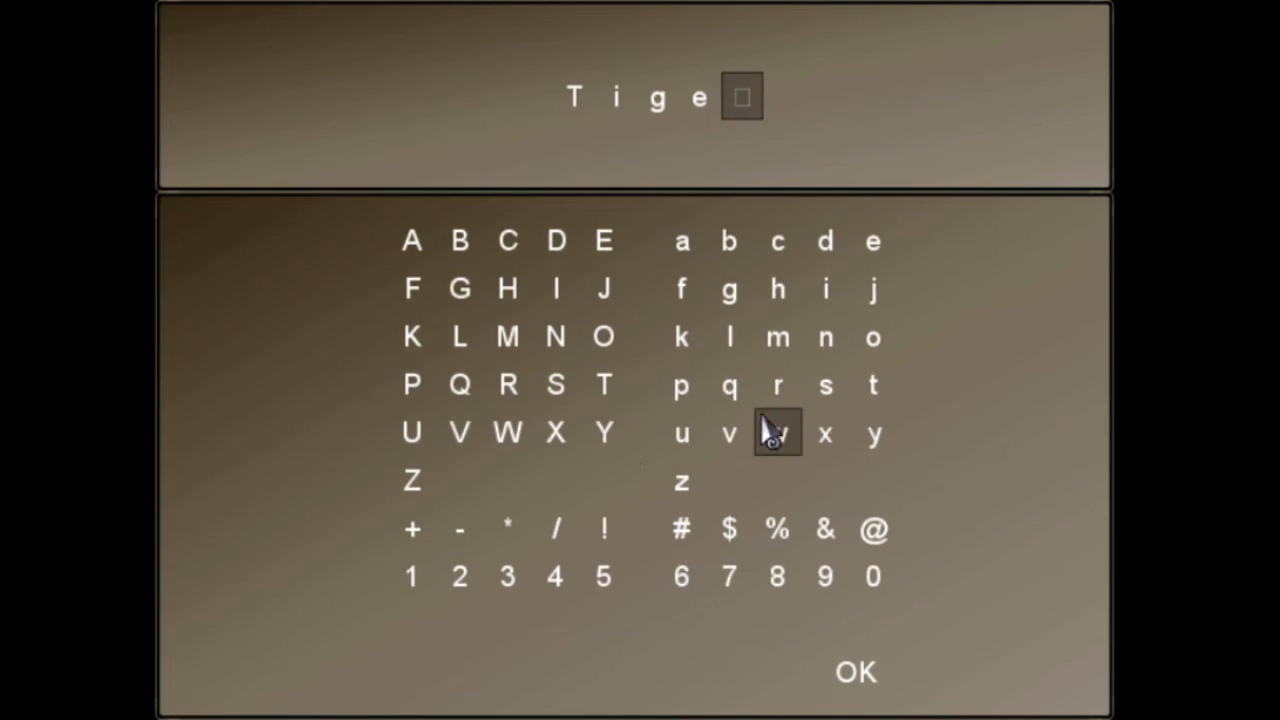 T i g e
A B C D E a b c d e
F G H I J f g h i j
K L M N O k l m n o
P Q R S T p q r s t
U V W X Y u v w x y
Z z
+ - * / ! # $ % & @
1 2 3 4 5 6 7 8 9 0
OK